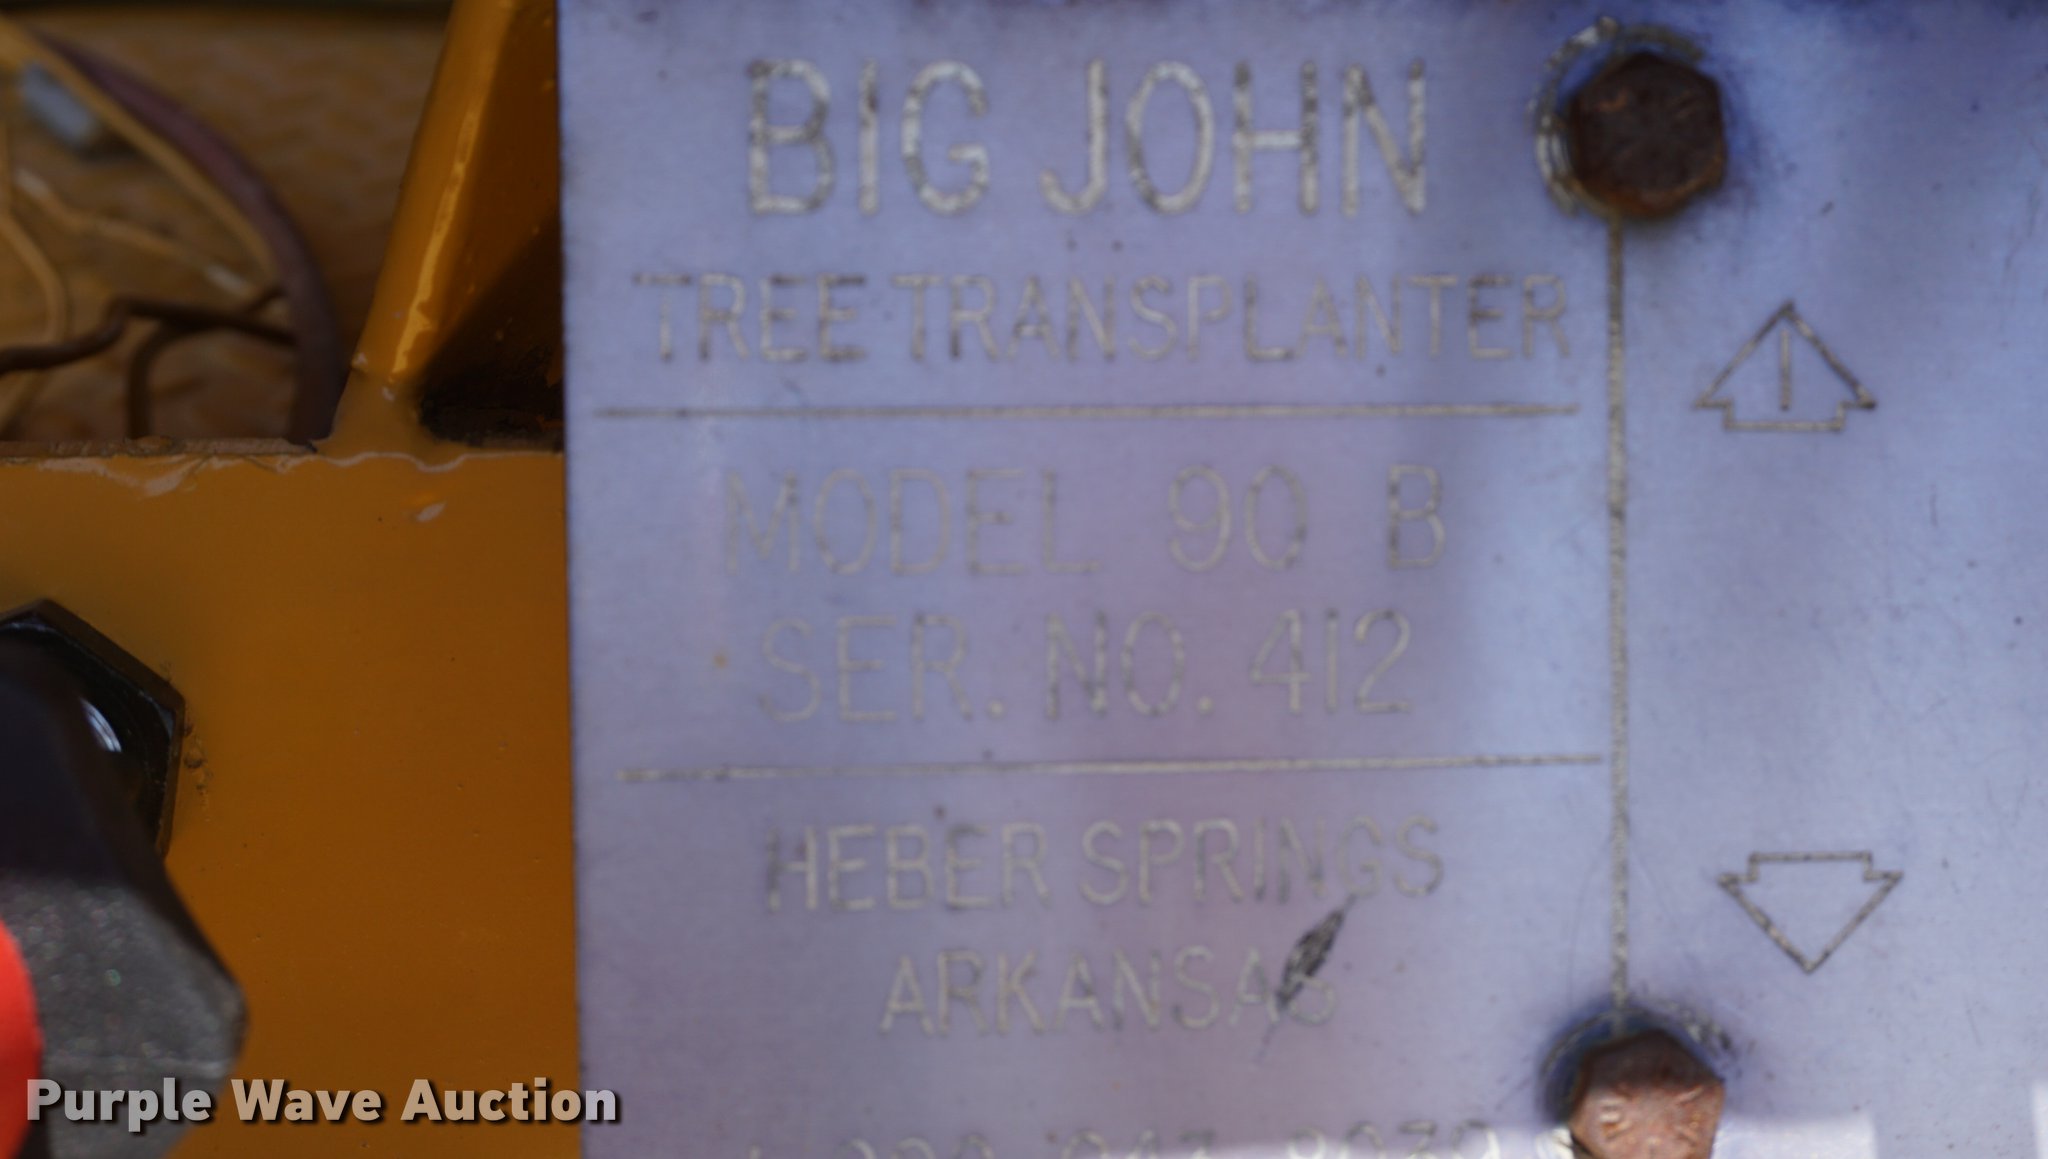 BIG JOHN
TREE TRANSPLANTER
MODEL 90 B
SER. NO. 412
HEBER SPRINGS
ARKANSAS
Purple Wave Auction